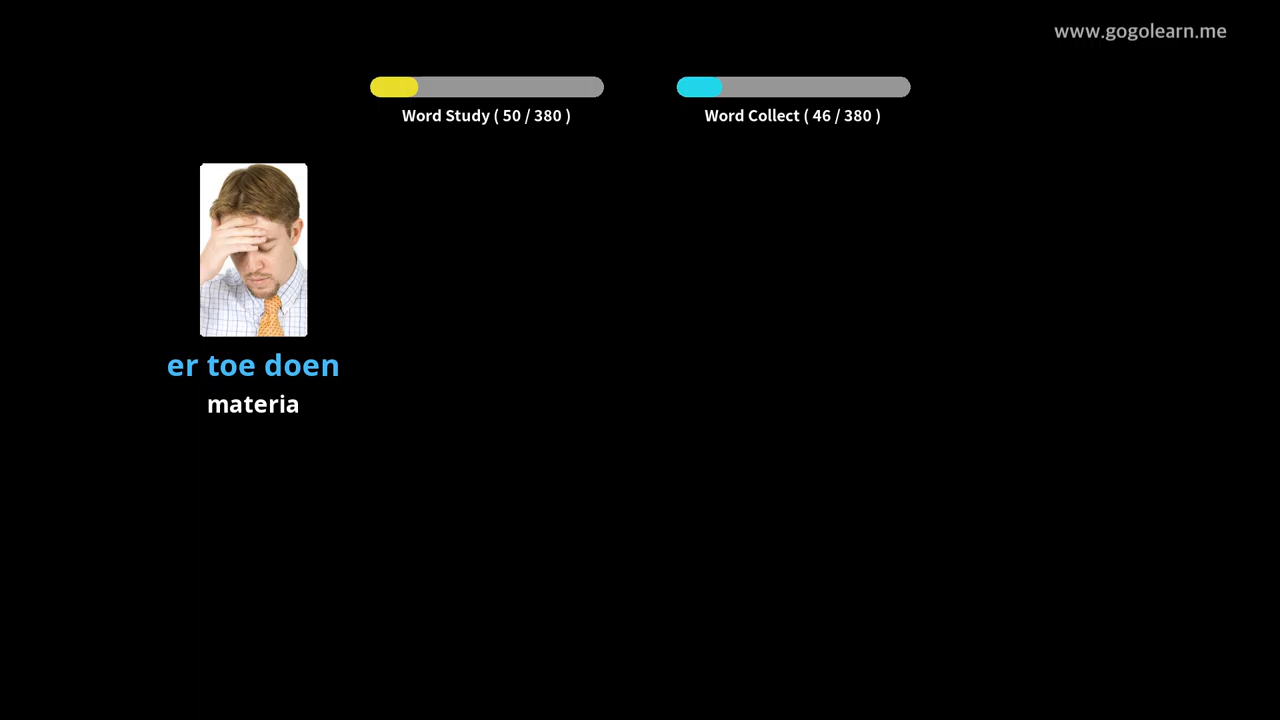 www.gogolearn.me
Word Study ( 50 / 380 )
Word Collect ( 46 / 380 )
er toe doen
materia